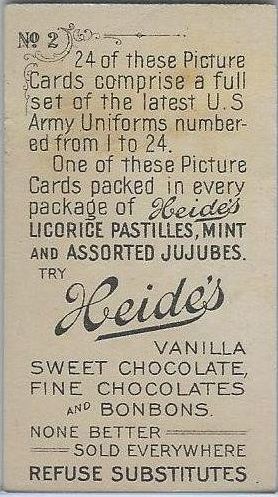 No 2
24 of these Picture
Cards comprise a full
set of the latest U.S
Army Uniforms number-
ed from 1 to 24.
One of these Picture
Cards packed in every
package of Heide's
LICORICE PASTILLES, MINT
AND ASSORTED JUJUBES.
TRY
Heide's
VANILLA
SWEET CHOCOLATE,
FINE CHOCOLATES
AND BONBONS.
NONE BETTER
SOLD EVERYWHERE
REFUSE SUBSTITUTES